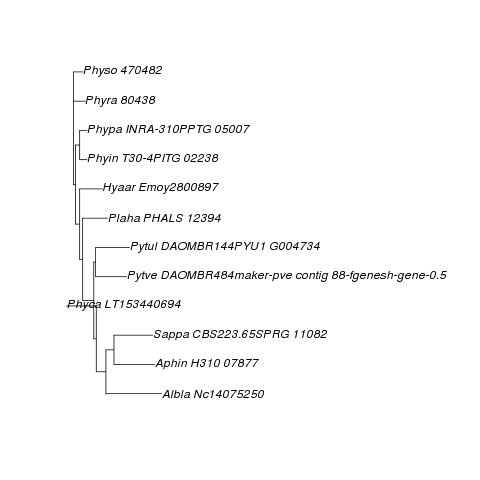 Physo 470482
Phyra 80438
Phypa INRA-310PPTG 05007
Phyin T30-4PITG 02238
Hyaar Emoy2800897
Plaha PHALS 12394
Pytul DAOMBR144PYU1 G004734
Pytve DAOMBR484maker-pve contig 88-fgenesh-gene-0.5
Phyca LT153440694
Sappa CBS223.65SPRG 11082
Aphin H310 07877
Albla Nc14075250